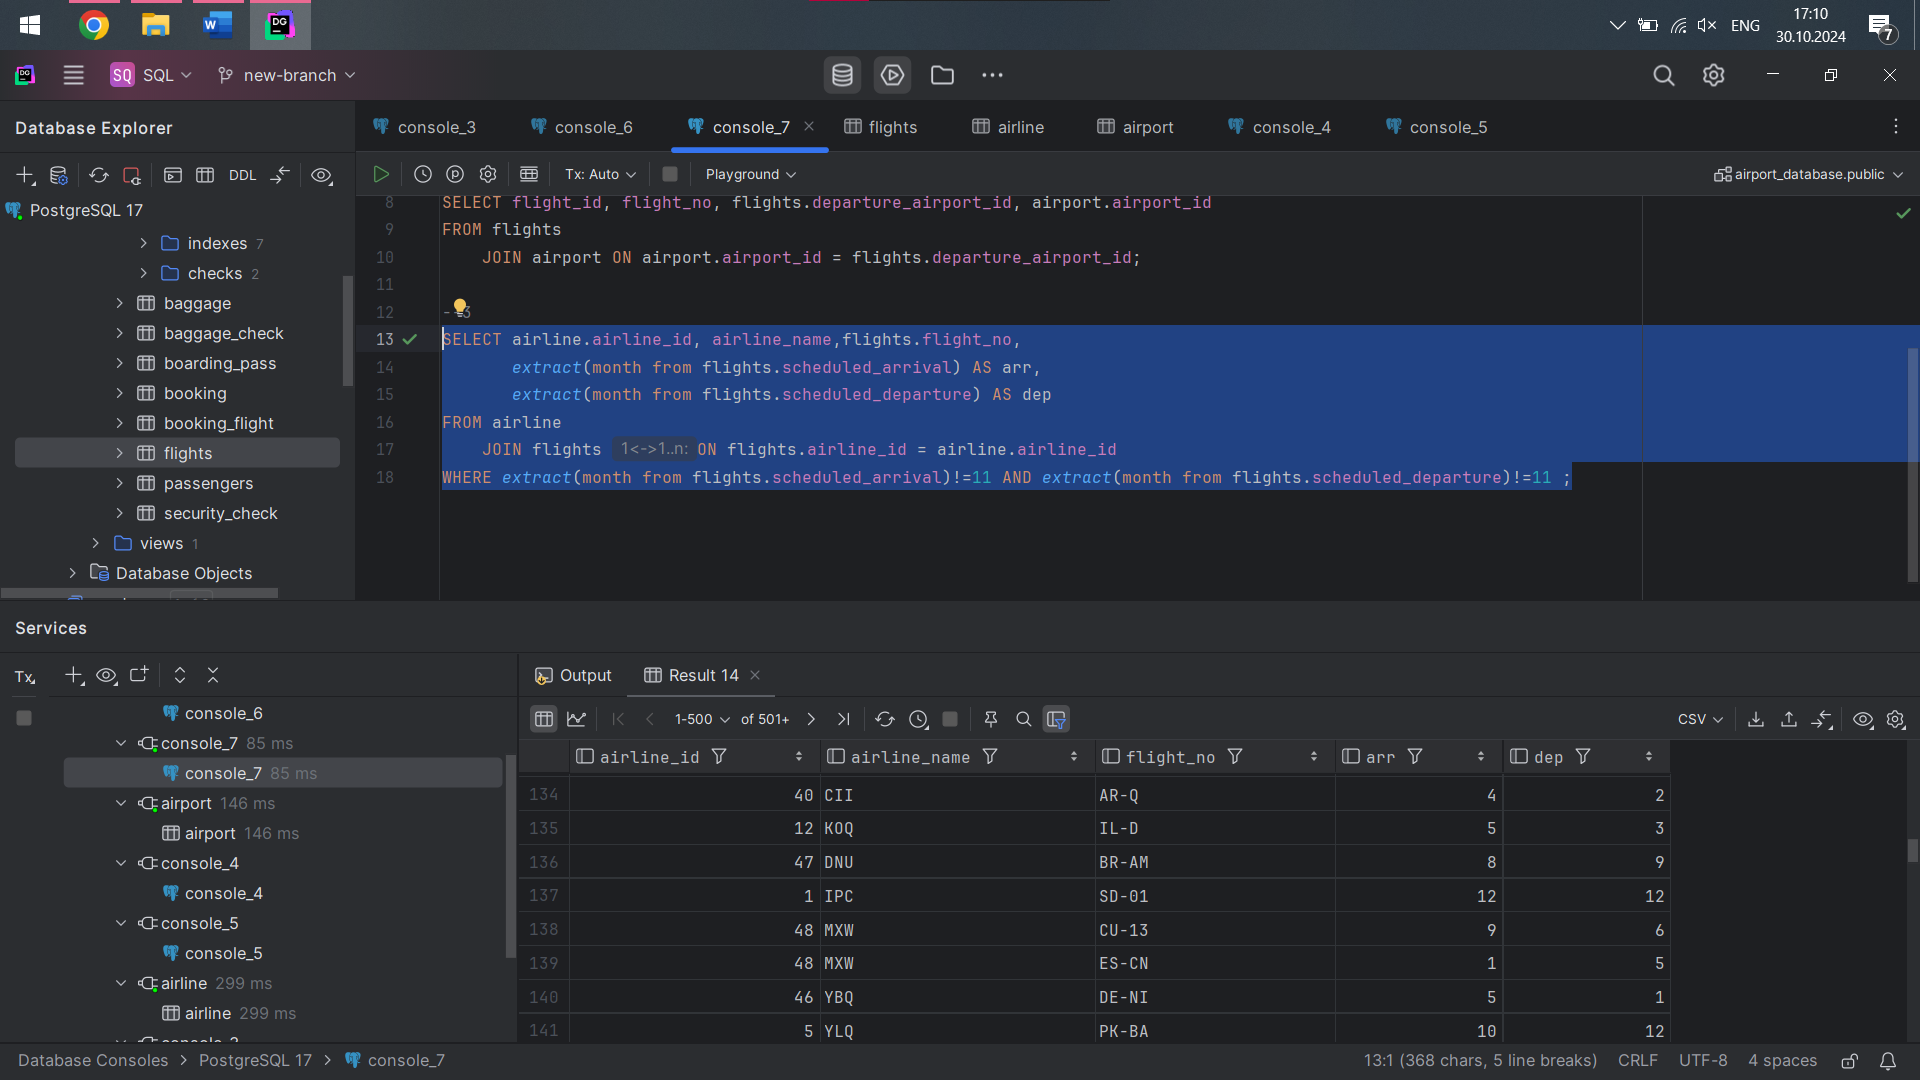 17:10
ENG
30.10.2024
7
SQ SQL
new-branch
Database Explorer
console_3
console_6
console_7
flights
airline
airport
console_4
console_5
DDL
Tx: Auto
Playground
airport_database.public
PostgreSQL 17
indexes 7
checks 2
baggage
baggage_check
boarding_pass
booking
booking_flight
flights
passengers
security_check
views 1
Database Objects
8 SELECT flight_id, flight_no, flights.departure_airport_id, airport.airport_id
9 FROM flights
10 JOIN airport ON airport.airport_id = flights.departure_airport_id;
11
12 --3
13 SELECT airline.airline_id, airline_name,flights.flight_no,
14 extract(month from flights.scheduled_arrival) AS arr,
15 extract(month from flights.scheduled_departure) AS dep
16 FROM airline
17 JOIN flights 1<->1..n: ON flights.airline_id = airline.airline_id
18 WHERE extract(month from flights.scheduled_arrival)!=11 AND extract(month from flights.scheduled_departure)!=11 ;
Services
Tx
console_6
console_7 85 ms
console_7 85 ms
airport 146 ms
airport 146 ms
console_4
console_4
console_5
console_5
airline 299 ms
airline 299 ms
Output
Result 14
1-500 of 501+
CSV
airline_id airline_name flight_no arr dep
134 40 CII AR-Q 4 2
135 12 KOQ IL-D 5 3
136 47 DNU BR-AM 8 9
137 1 IPC SD-01 12 12
138 48 MXW CU-13 9 6
139 48 MXW ES-CN 1 5
140 46 YBQ DE-NI 5 1
141 5 YLQ PK-BA 10 12
Database Consoles > PostgreSQL 17 > console_7
13:1 (368 chars, 5 line breaks) CRLF UTF-8 4 spaces